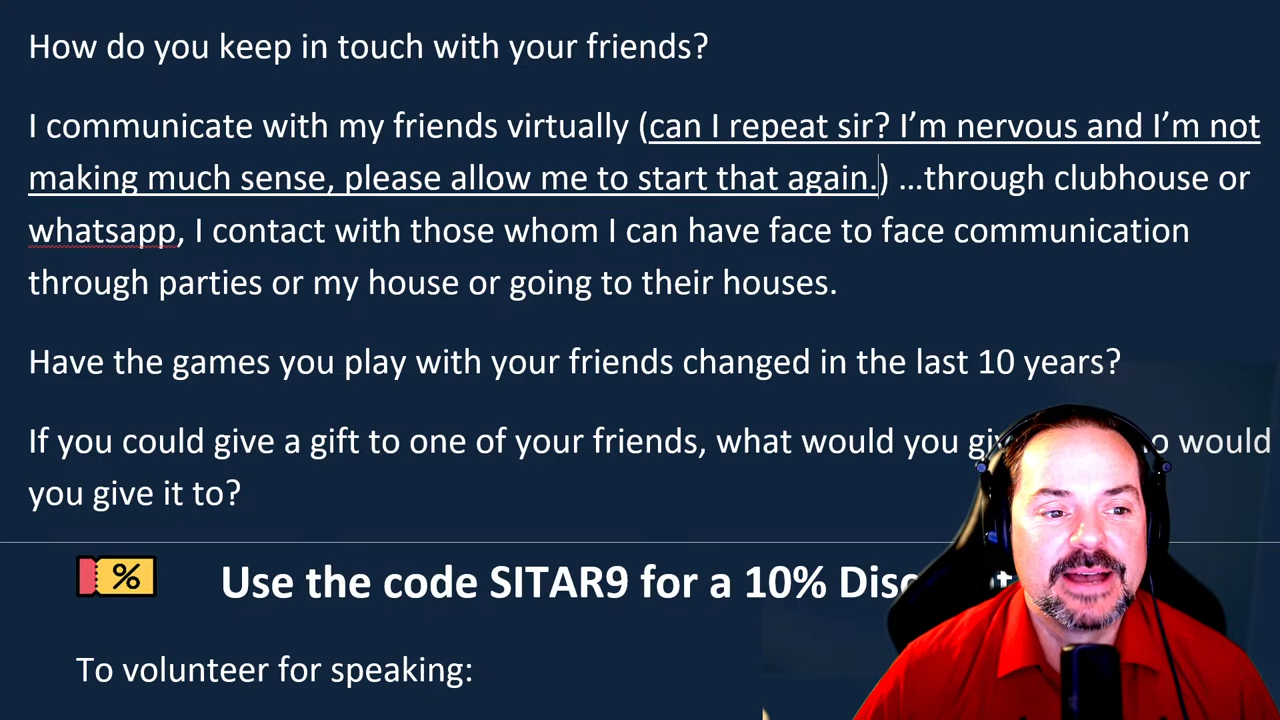 How do you keep in touch with your friends?
I communicate with my friends virtually (can I repeat sir? I’m nervous and I’m not
making much sense, please allow me to start that again.) …through clubhouse or
whatsapp, I contact with those whom I can have face to face communication
through parties or my house or going to their houses.
Have the games you play with your friends changed in the last 10 years?
If you could give a gift to one of your friends, what would you would
you give it to?
% Use the code SITAR9 for a 10%
To volunteer for speaking: